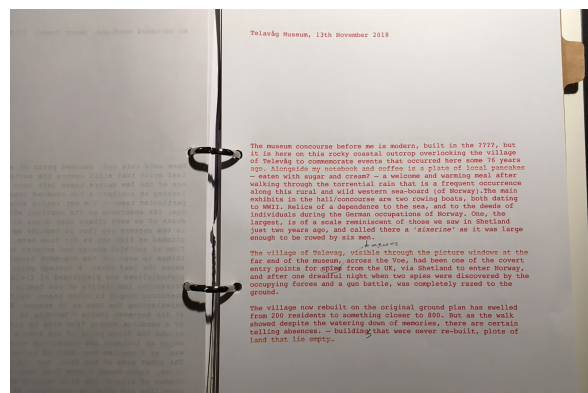 Telavåg Museum, 13th November 2018
The museum concourse before me is modern, built in the ????, but
it is here on this rocky coastal outcrop overlooking the village
of Televåg to commemorate events that occurred here some 76 years
ago. Alongside my notebook and coffee is a plate of local pancakes
– eaten with sugar and cream? – a welcome and warming meal after
walking through the torrential rain that is a frequent occurrence
along this rural and wild western sea-board (of Norway).The main
exhibits in the hall/concourse are two rowing boats, both dating
to WWII. Relics of a dependence to the sea, and to the deeds of
individuals during the German occupations of Norway. One, the
largest, is of a scale reminiscent of those we saw in Shetland
just two years ago, and called there a 'sixerine' as it was large
enough to be rowed by six men.
The village of Telavag, visible through the picture windows at the
far end of the museum, across the Voe, had been one of the covert
entry points for spies from the UK, via Shetland to enter Norway,
and after one dreadful night when two spies were discovered by the
occupying forces and a gun battle, was completely razed to the
ground.
The village now rebuilt on the original ground plan has swelled
from 200 residents to something closer to 800. But as the walk
showed despite the watering down of memories, there are certain
telling absences. – buildings that were never re-built, plots of
land that lie empty…